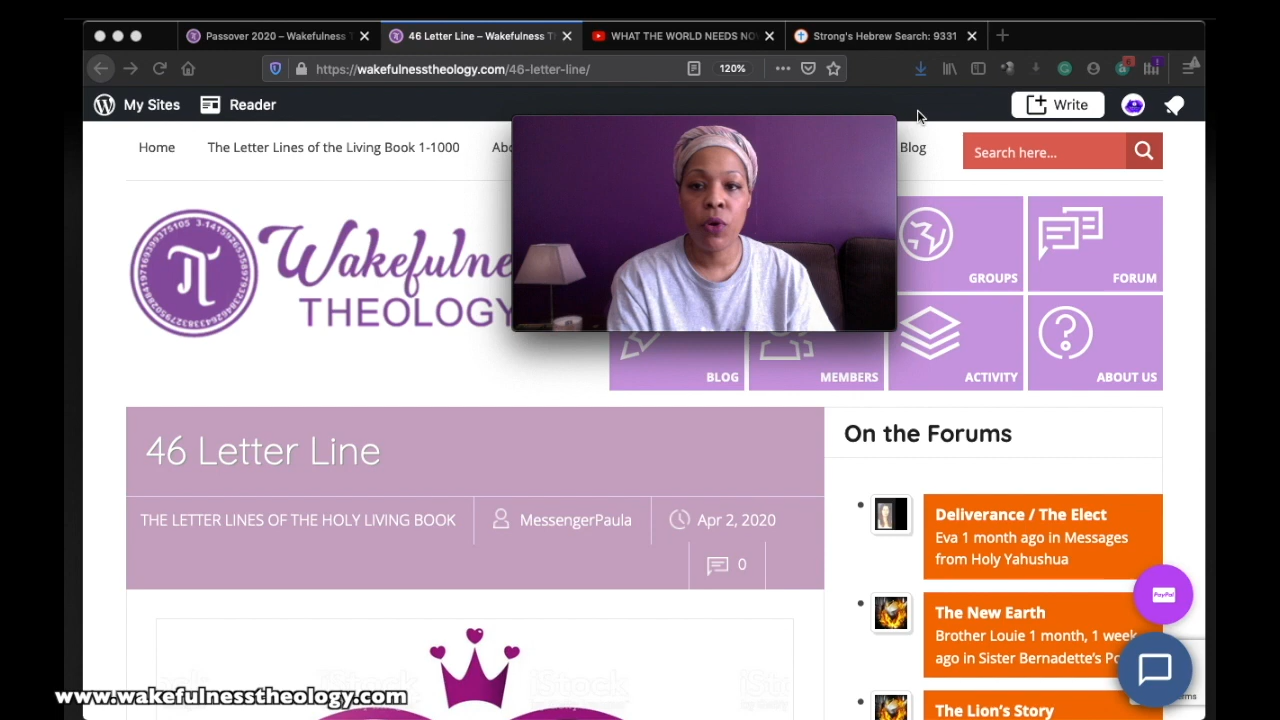 Passover 2020 – Wakefulness T
46 Letter Line – Wakefulness Th
WHAT THE WORLD NEEDS NO
Strong's Hebrew Search: 9331
https://wakefulnesstheology.com/46-letter-line/
120%
My Sites
Reader
Write
Home
The Letter Lines of the Living Book 1-1000
Abo
Blog
Search here...
Wakefulne
THEOLOGY
GROUPS
FORUM
BLOG
MEMBERS
ACTIVITY
ABOUT US
46 Letter Line
THE LETTER LINES OF THE HOLY LIVING BOOK
MessengerPaula
Apr 2, 2020
0
On the Forums
Deliverance / The Elect
Eva 1 month ago in Messages
from Holy Yahushua
The New Earth
Brother Louie 1 month, 1 week
ago in Sister Bernadette's Po
The Lion's Story
PayPal
iStock
www.wakefulnesstheology.com